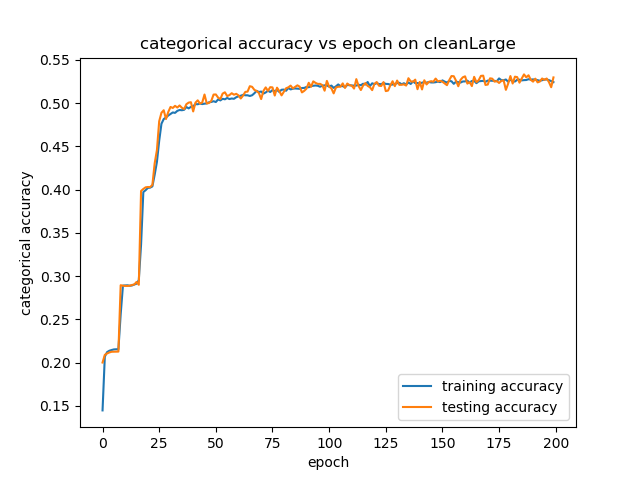 categorical accuracy vs epoch on cleanLarge
0.55
0.50
0.45
0.40
0.35
0.30
0.25
0.20
0.15
categorical accuracy
training accuracy
testing accuracy
0 25 50 75 100 125 150 175 200
epoch